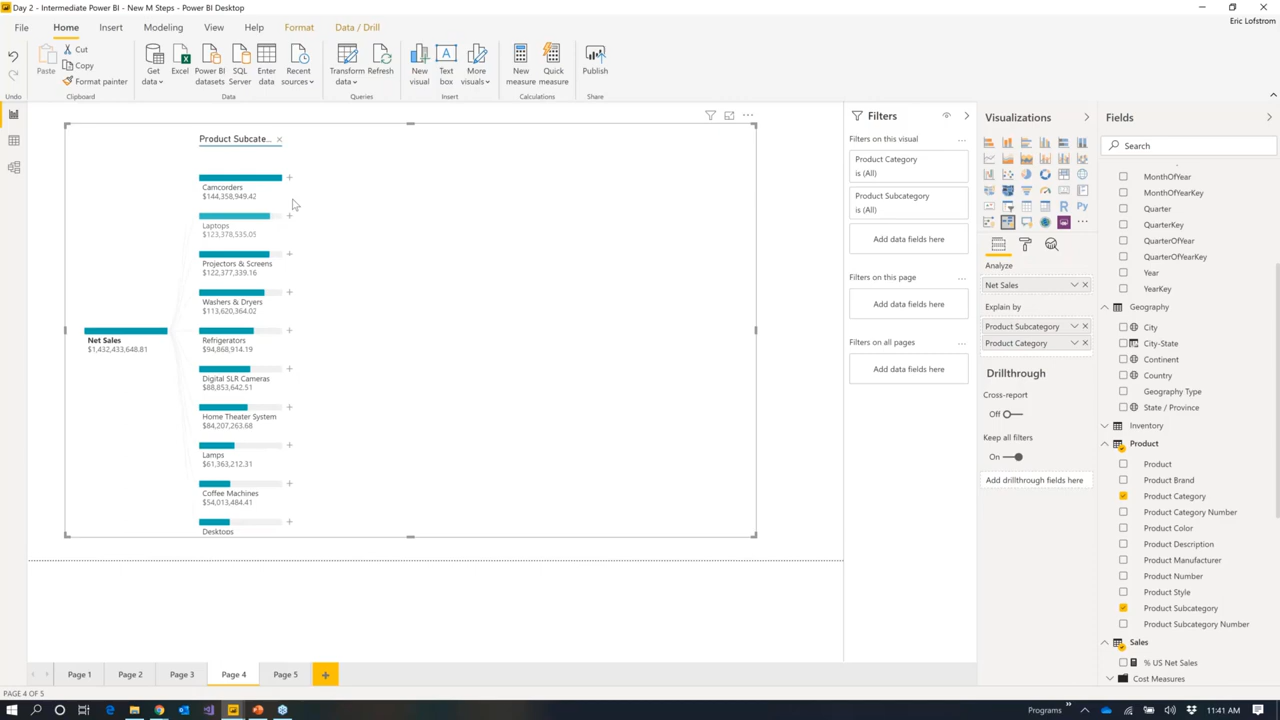 Day 2 - Intermediate Power BI - New M Steps - Power BI Desktop
Eric Lofstrom
File Home Insert Modeling View Help Format Data / Drill
Paste
Cut
Copy
Format painter
Get data
Excel
Power BI datasets
SQL Server
Enter data
Recent sources
Transform data
Refresh
New visual
Text box
More visuals
New measure
Quick measure
Publish
Undo Clipboard Data Queries Insert Calculations Share
Product Subcate...
Camcorders
$144,358,949.42
Laptops
$123,378,535.05
Projectors & Screens
$122,377,339.16
Washers & Dryers
$113,620,364.02
Net Sales
$1,432,433,648.81
Refrigerators
$94,868,914.19
Digital SLR Cameras
$88,853,642.51
Home Theater System
$84,207,263.68
Lamps
$61,363,212.31
Coffee Machines
$54,013,484.41
Desktops
Filters
Filters on this visual
Product Category
is (All)
Product Subcategory
is (All)
Add data fields here
Filters on this page
Add data fields here
Filters on all pages
Add data fields here
Visualizations
R
Py
Analyze
Net Sales
Explain by
Product Subcategory
Product Category
Drillthrough
Cross-report
Off
Keep all filters
On
Add drillthrough fields here
Fields
Search
MonthOfYear
MonthOfYearKey
Quarter
QuarterKey
QuarterOfYear
QuarterOfYearKey
Year
YearKey
Geography
City
City-State
Continent
Country
Geography Type
State / Province
Inventory
Product
Product
Product Brand
Product Category
Product Category Number
Product Color
Product Description
Product Manufacturer
Product Number
Product Style
Product Subcategory
Product Subcategory Number
Sales
% US Net Sales
Cost Measures
Page 1 Page 2 Page 3 Page 4 Page 5
PAGE 4 OF 5
Programs
11:41 AM